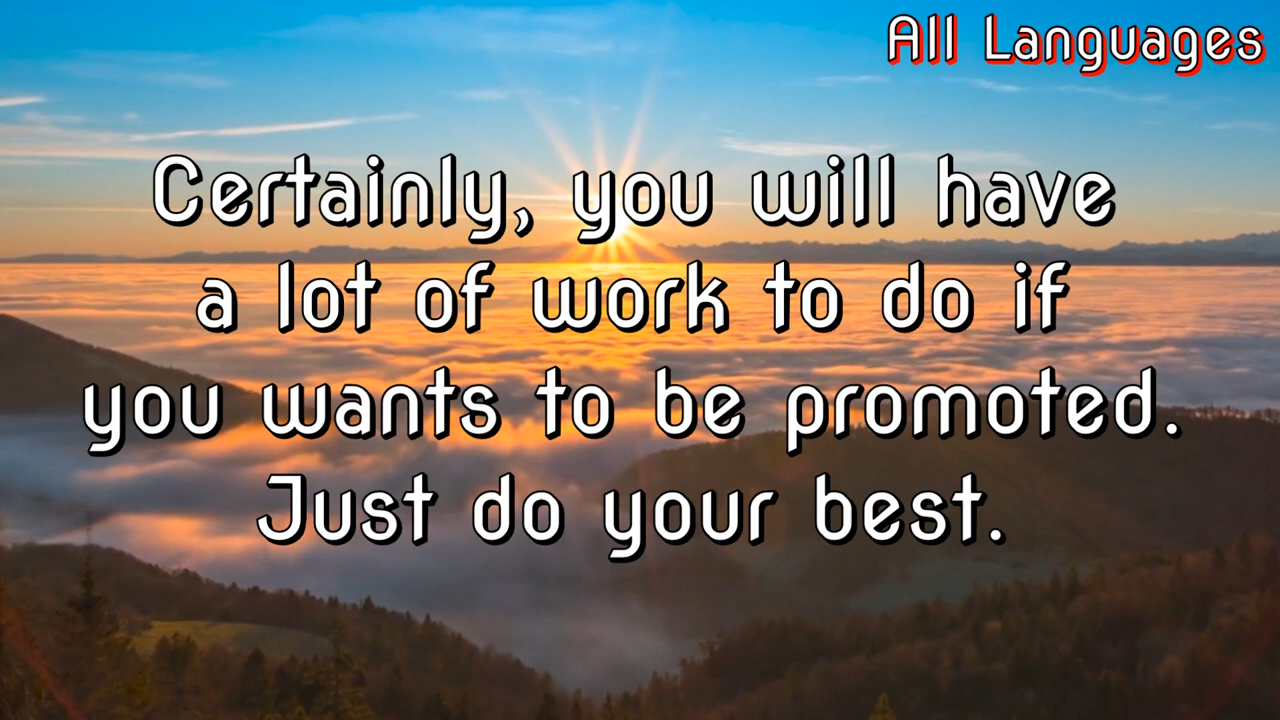 All Languages
Certainly, you will have
a lot of work to do if
you wants to be promoted.
Just do your best.